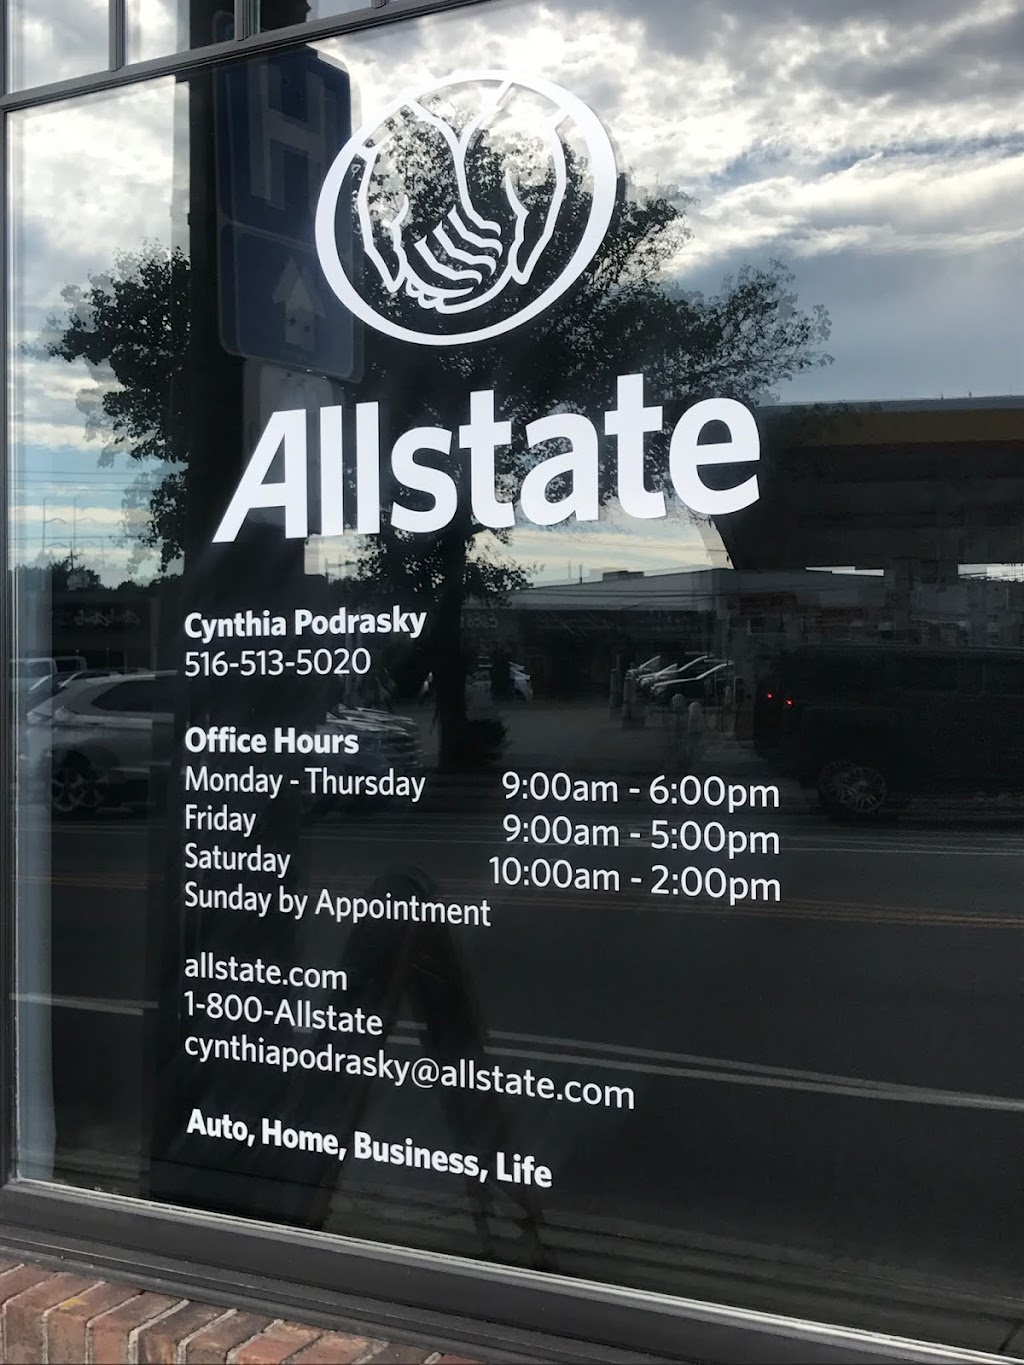 Allstate
Cynthia Podrasky
516-513-5020
Office Hours
Monday - Thursday 9:00am - 6:00pm
Friday 9:00am - 5:00pm
Saturday 10:00am - 2:00pm
Sunday by Appointment
allstate.com
1-800-Allstate
cynthiapodrasky@allstate.com
Auto, Home, Business, Life